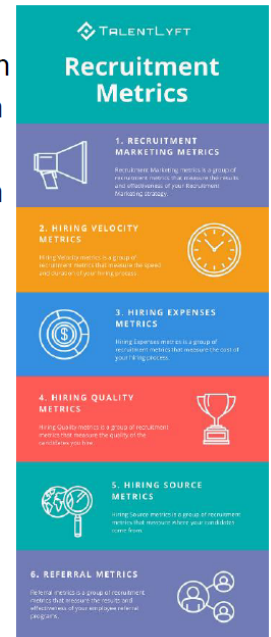 TALENTLYFT
Recruitment
Metrics
1. RECRUITMENT
MARKETING METRICS
Recruitment Marketing metrics is a group of
recruitment metrics that measure the results
and effectiveness of your Recruitment
Marketing strategy.
2. HIRING VELOCITY
METRICS
Hiring Velocity metrics is a group of
recruitment metrics that measure the speed
and duration of your hiring process.
3. HIRING EXPENSES
METRICS
Hiring Expenses metrics is a group of
recruitment metrics that measure the cost of
your hiring process.
4. HIRING QUALITY
METRICS
Hiring Quality metrics is a group of recruitment
metrics that measure the quality of the
candidates you hire.
5. HIRING SOURCE
METRICS
Hiring Source metrics is a group of recruitment
metrics that measure where your candidates
come from.
6. REFERRAL METRICS
Referral metrics is a group of recruitment
metrics that measure the results and
effectiveness of your employee referral
programs.